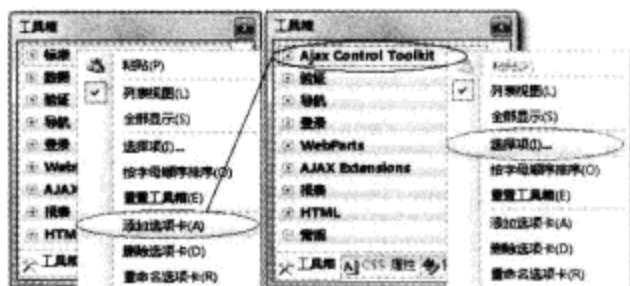 工具箱
标准
数据
验证
导航
登录
Web
AJAX
报表
HTM
工具箱
粘贴(P)
列表视图(L)
全部显示(S)
选择项(I)...
按字母顺序排序(O)
重置工具箱(E)
添加选项卡(A)
删除选项卡(D)
重命名选项卡(R)
工具箱
Ajax Control Toolkit
验证
导航
登录
WebParts
AJAX Extensions
报表
HTML
常规
工具箱 CSS 属性
粘贴(P)
列表视图(L)
全部显示(S)
选择项(I)...
按字母顺序排序(O)
重置工具箱(E)
添加选项卡(A)
删除选项卡(D)
重命名选项卡(R)